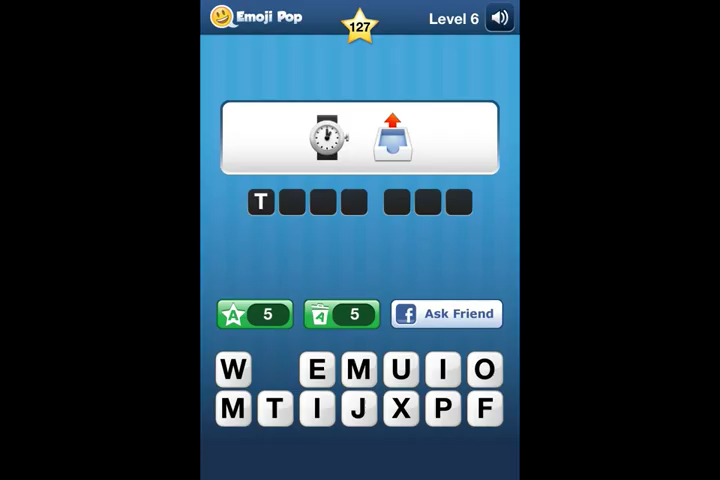 Emoji Pop
127
Level 6
T
A 5
A 5
f Ask Friend
W E M U I O
M T I J X P F